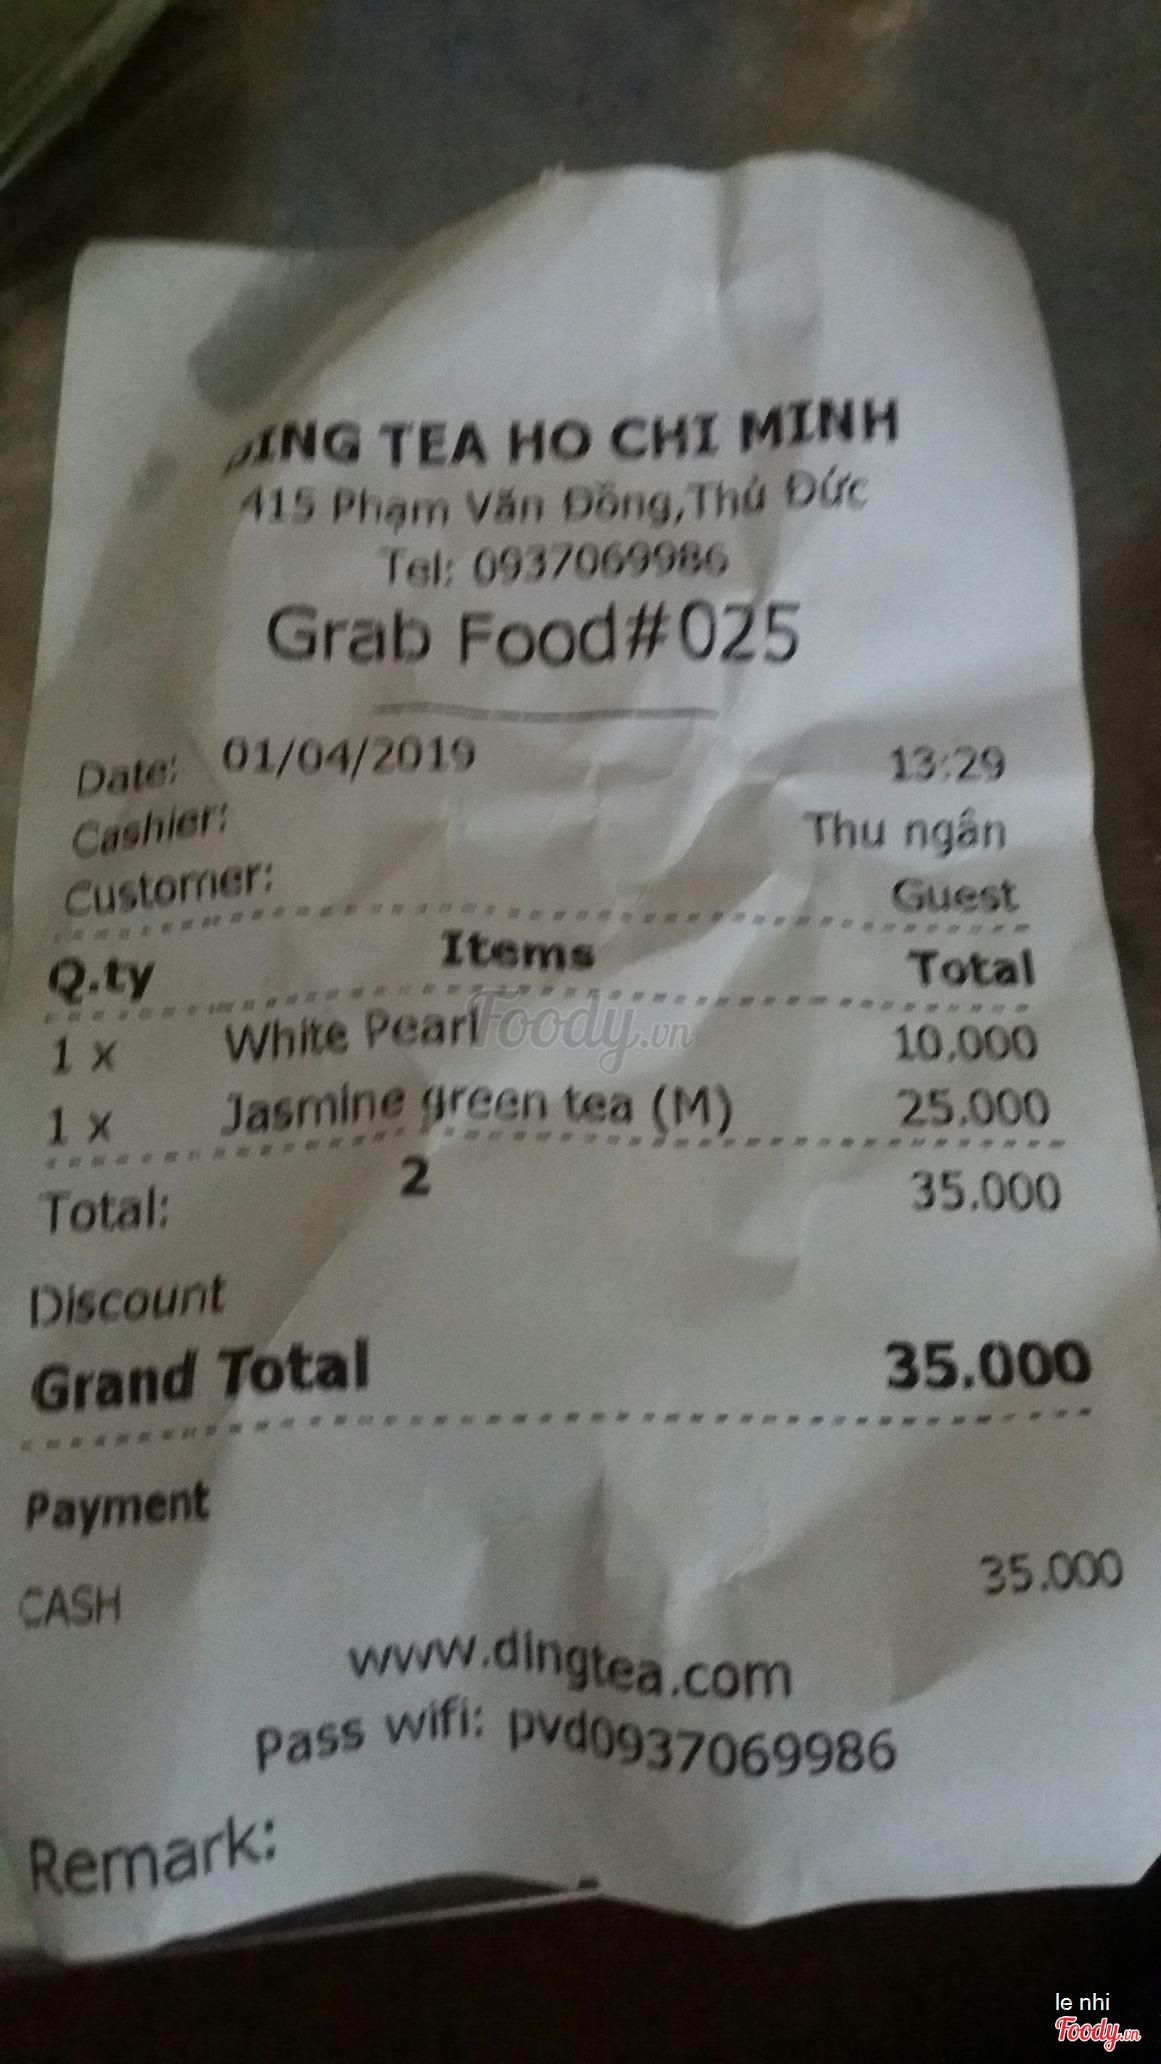 DING TEA HO CHI MINH
415 Phạm Văn Đồng,Thủ Đức
Tel: 0937069986
Grab Food#025
Date: 01/04/2019 13:29
Cashier: Thu ngân
Customer: Guest
Q.ty Items Total
1 x White Pearl 10.000
1 x Jasmine green tea (M) 25.000
Total: 2 35.000
Discount
Grand Total 35.000
Payment
CASH 35.000
www.dingtea.com
Pass wifi: pvd0937069986
Remark:
Foody.vn
le nhi
Foody.vn